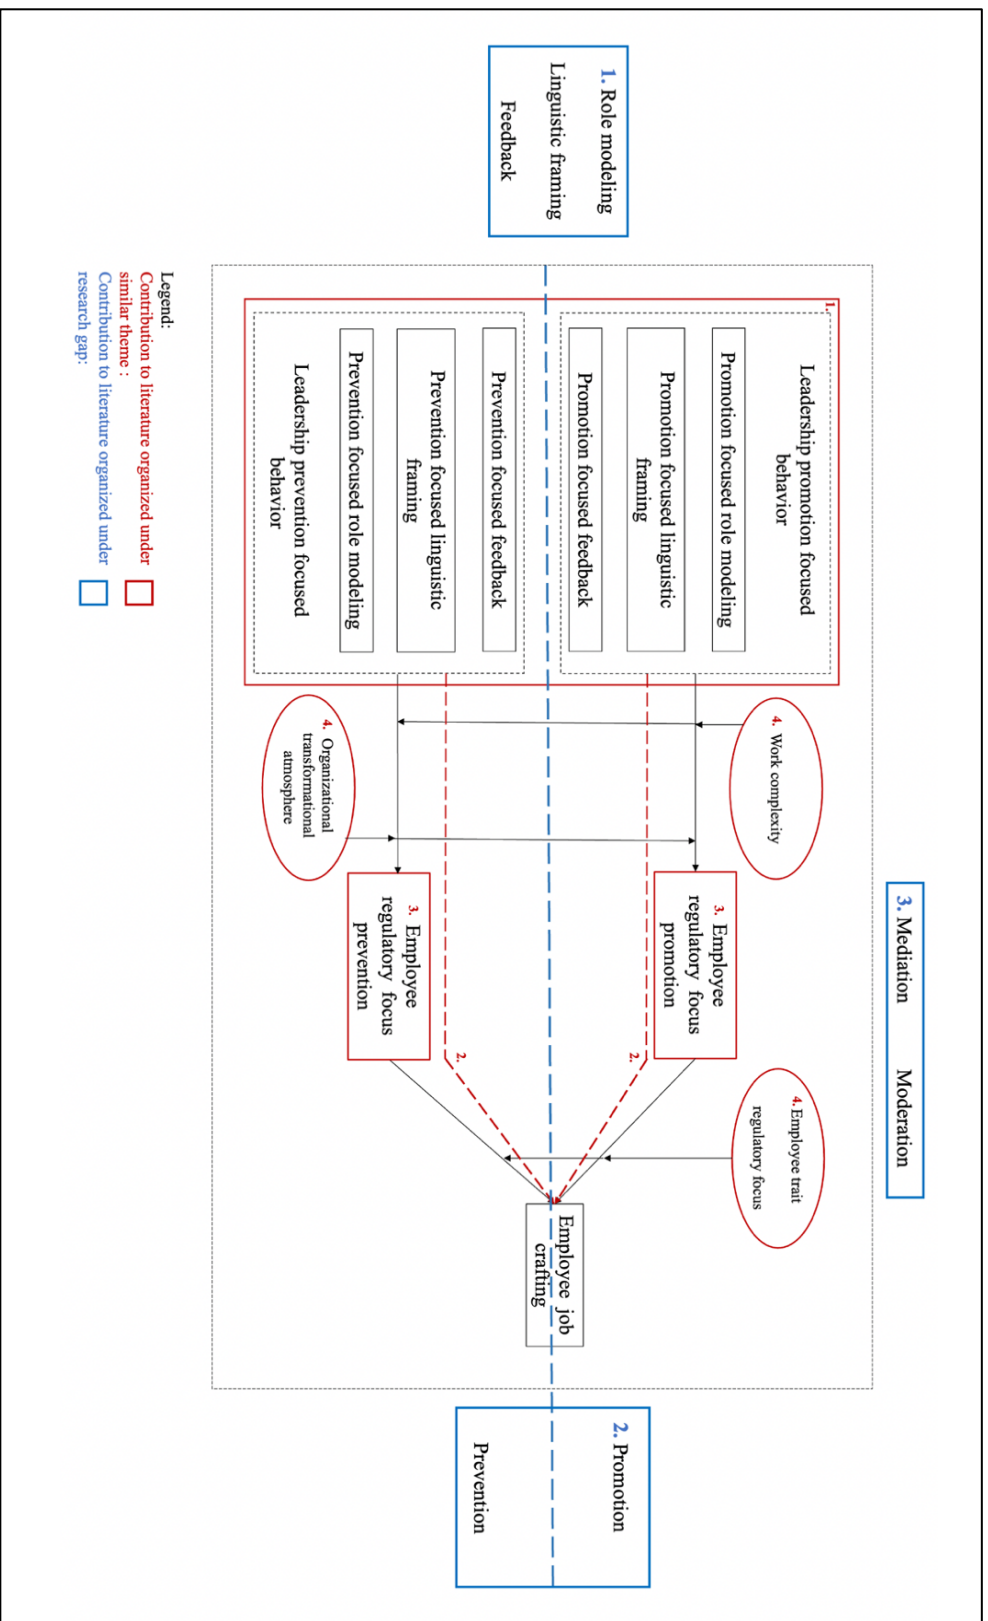 1. Role modeling
Linguistic framing
Feedback
3. Mediation Moderation
1.
Leadership promotion focused
behavior
Promotion focused role modeling
Promotion focused linguistic
framing
Promotion focused feedback
Prevention focused feedback
Prevention focused linguistic
framing
Prevention focused role modeling
Leadership prevention focused
behavior
4. Work complexity
4. Organizational
transformational
atmosphere
3. Employee
regulatory focus
promotion
3. Employee
regulatory focus
prevention
2.
2.
4. Employee trait
regulatory focus
Employee job
crafting
2. Promotion
Prevention
Legend:
Contribution to literature organized under
similar theme :
Contribution to literature organized under
research gap: